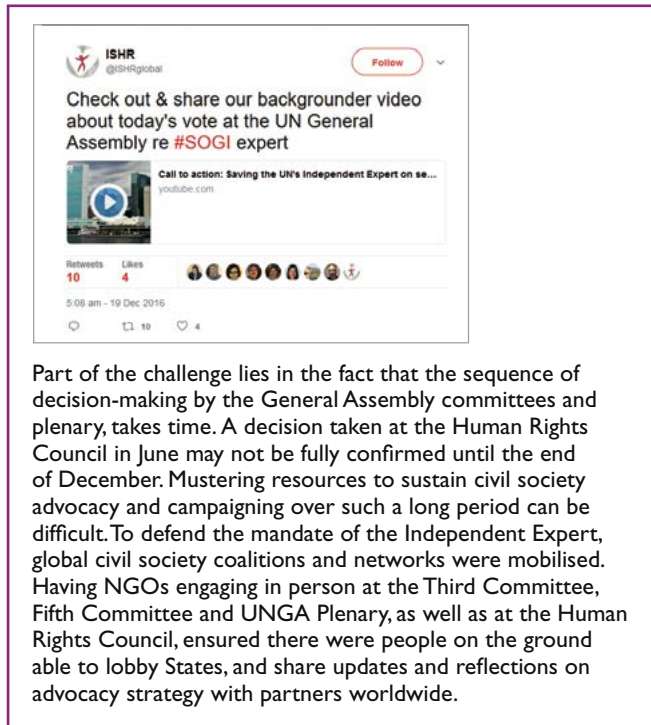 ISHR
@ISHRglobal
Follow
Check out & share our backgrounder video
about today's vote at the UN General
Assembly re #SOGI expert
Call to action: Saving the UN's Independent Expert on se...
youtube.com
Retweets Likes
10 4
5:08 am - 19 Dec 2016
10 4
Part of the challenge lies in the fact that the sequence of
decision-making by the General Assembly committees and
plenary, takes time. A decision taken at the Human Rights
Council in June may not be fully confirmed until the end
of December. Mustering resources to sustain civil society
advocacy and campaigning over such a long period can be
difficult. To defend the mandate of the Independent Expert,
global civil society coalitions and networks were mobilised.
Having NGOs engaging in person at the Third Committee,
Fifth Committee and UNGA Plenary, as well as at the Human
Rights Council, ensured there were people on the ground
able to lobby States, and share updates and reflections on
advocacy strategy with partners worldwide.